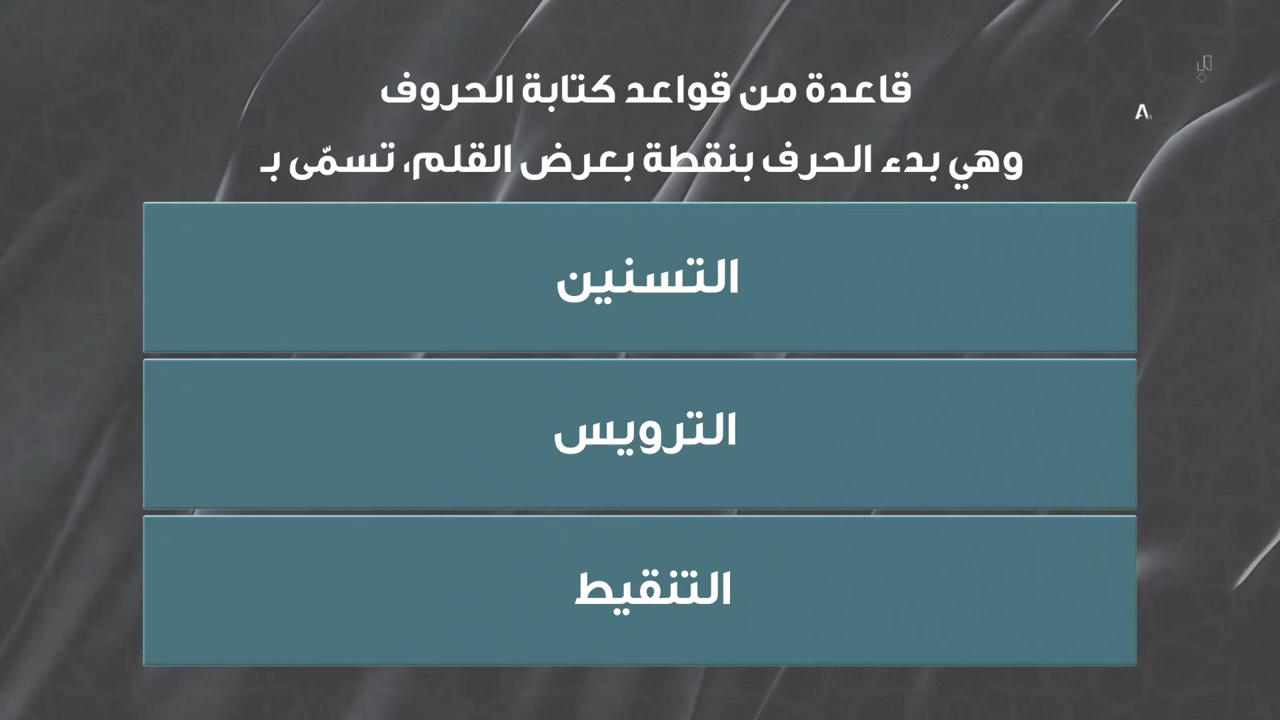 قاعدة من قواعد كتابة الحروف
وهي بدء الحرف بنقطة بعرض القلم، تسمّى بـ
التسنين
الترويس
التنقيط